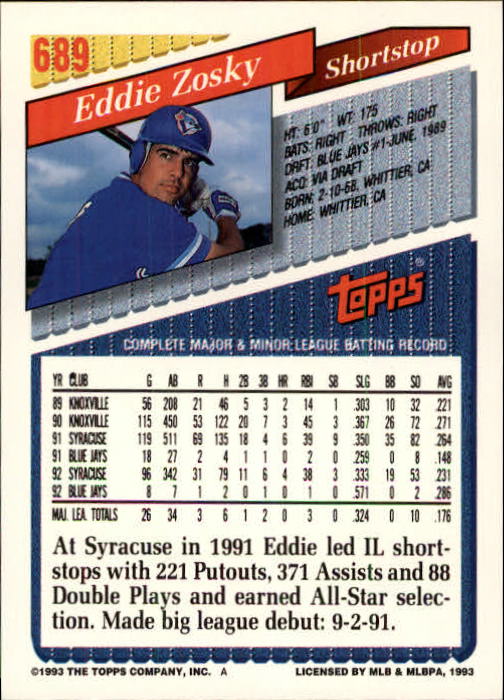 689
Eddie Zosky
Shortstop
HT: 6'0" WT: 175
BATS: RIGHT THROWS: RIGHT
DRFT: BLUE JAYS #1-JUNE, 1989
ACQ: VIA DRAFT
BORN: 2-10-68, WHITTIER, CA
HOME: WHITTIER, CA
TOPPS®
COMPLETE MAJOR & MINOR LEAGUE BATTING RECORD
YR CLUB G AB R H 2B 3B HR RBI SB SLG BB SO AVG
89 KNOXVILLE 56 208 21 46 5 3 2 14 1 .303 10 32 .221
90 KNOXVILLE 115 450 53 122 20 7 3 45 3 .367 26 72 .271
91 SYRACUSE 119 511 69 135 18 4 6 39 9 .350 35 82 .264
91 BLUE JAYS 18 27 2 4 1 1 0 2 0 .259 0 8 .148
92 SYRACUSE 96 342 31 79 11 6 4 38 3 .333 19 53 .231
92 BLUE JAYS 8 7 1 2 0 1 0 1 0 .571 0 2 .286
MAJ. LEA. TOTALS 26 34 3 6 1 2 0 3 0 .324 0 10 .176
At Syracuse in 1991 Eddie led IL short-
stops with 221 Putouts, 371 Assists and 88
Double Plays and earned All-Star selec-
tion. Made big league debut: 9-2-91.
©1993 THE TOPPS COMPANY, INC. A
LICENSED BY MLB & MLBPA, 1993